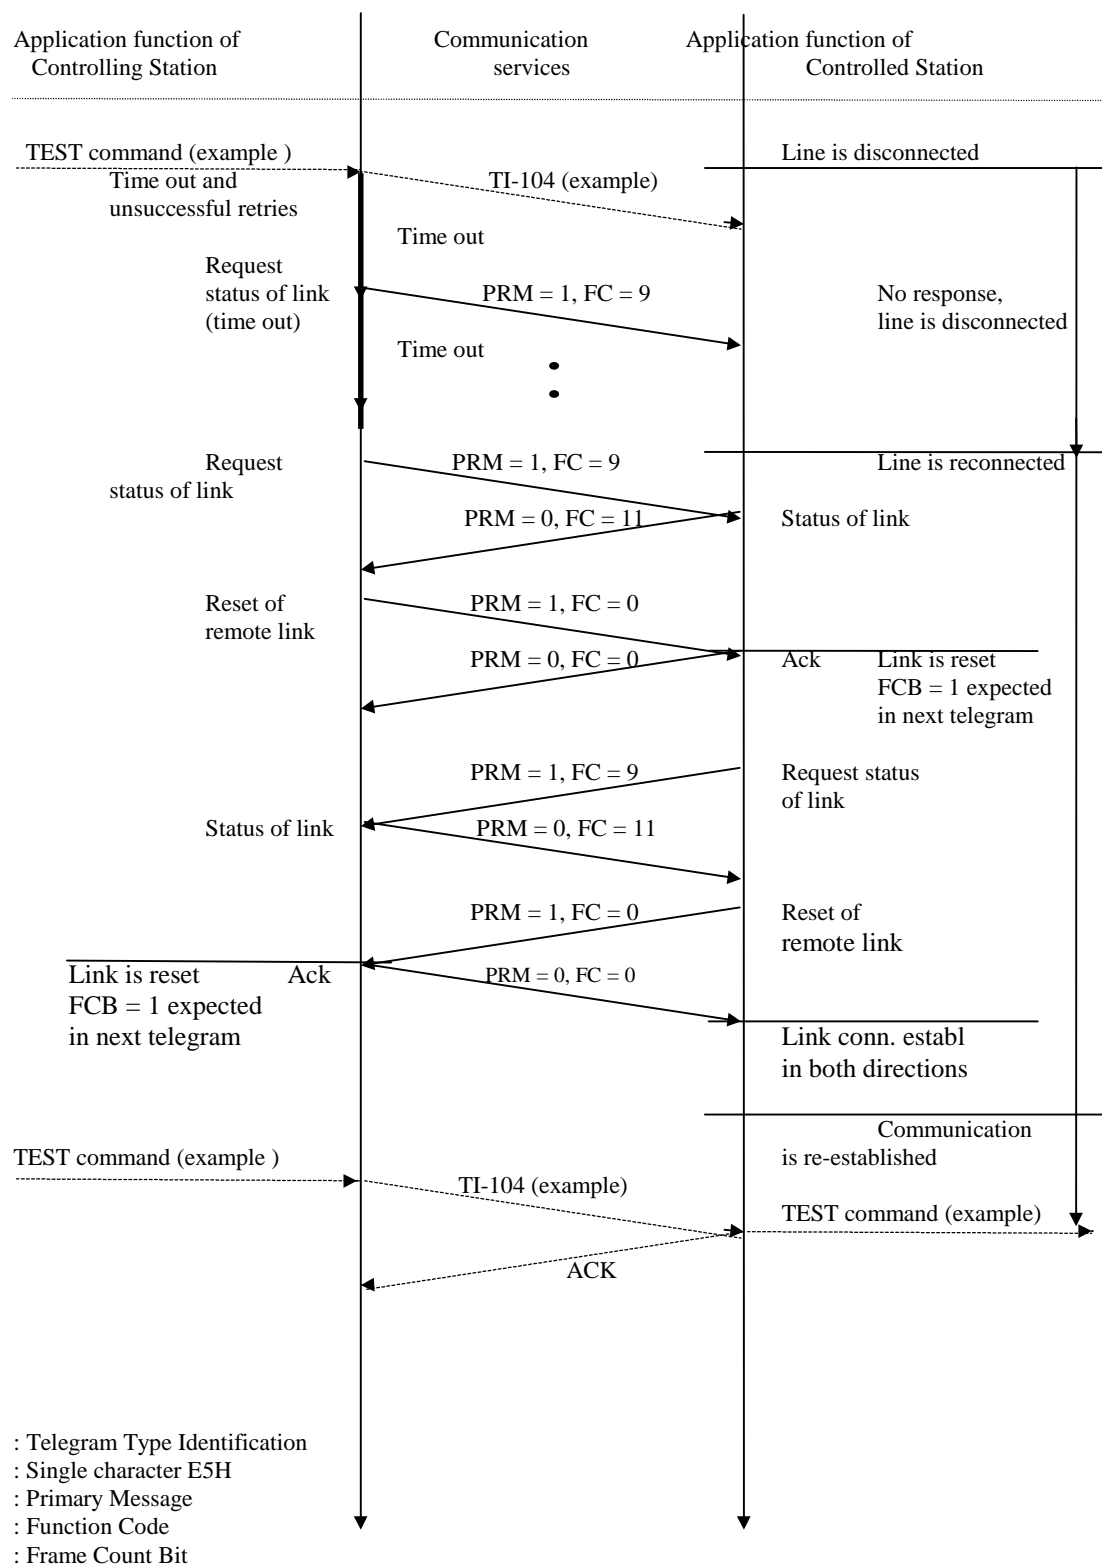 Application function of
Controlling Station
Communication
services
Application function of
Controlled Station
TEST command (example )
Line is disconnected
Time out and
unsuccessful retries
TI-104 (example)
Time out
Request
status of link
(time out)
PRM = 1, FC = 9
No response,
line is disconnected
Time out
Request
status of link
PRM = 1, FC = 9
Line is reconnected
PRM = 0, FC = 11
Status of link
Reset of
remote link
PRM = 1, FC = 0
PRM = 0, FC = 0
Ack
Link is reset
FCB = 1 expected
in next telegram
PRM = 1, FC = 9
Request status
of link
Status of link
PRM = 0, FC = 11
PRM = 1, FC = 0
Reset of
remote link
Link is reset
FCB = 1 expected
in next telegram
Ack
PRM = 0, FC = 0
Link conn. establ
in both directions
Communication
is re-established
TEST command (example )
TI-104 (example)
TEST command (example)
ACK
: Telegram Type Identification
: Single character E5H
: Primary Message
: Function Code
: Frame Count Bit